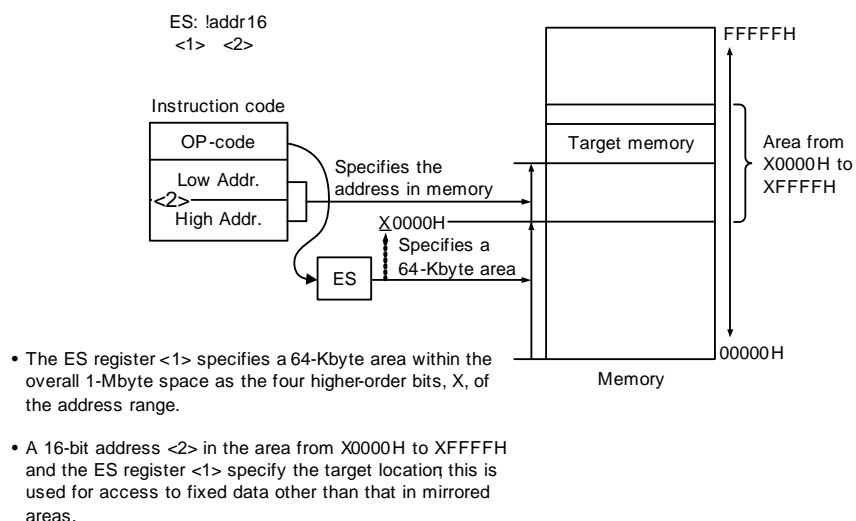 ES: !addr16
<1> <2>
FFFFFH
Instruction code
OP-code
Low Addr.
<2>
High Addr.
Specifies the
address in memory
Target memory
Area from
X0000H to
XFFFFH
X0000H
Specifies a
64-Kbyte area
ES
00000H
Memory
• The ES register <1> specifies a 64-Kbyte area within the
overall 1-Mbyte space as the four higher-order bits, X, of
the address range.
• A 16-bit address <2> in the area from X0000H to XFFFFH
and the ES register <1> specify the target location; this is
used for access to fixed data other than that in mirrored
areas.